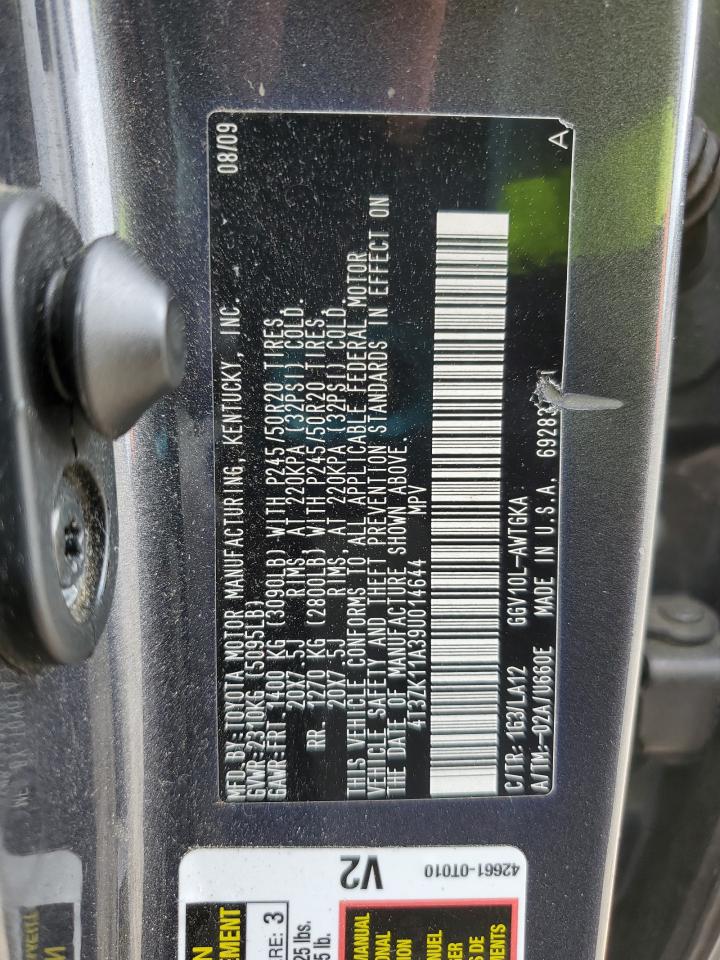 MFD.BY:TOYOTA MOTOR MANUFACTURING, KENTUCKY, INC. 08/09
GVWR:2310KG (5095LB)
GAWR:FRT 1400 KG (3090LB) WITH P245/50R20 TIRES,
20X7.5J RIMS, AT 220KPA (32PSI) COLD.
RR 1270 KG (2800LB) WITH P245/50R20 TIRES,
20X7.5J RIMS, AT 220KPA (32PSI) COLD.
THIS VEHICLE CONFORMS TO ALL APPLICABLE FEDERAL MOTOR
VEHICLE SAFETY AND THEFT PREVENTION STANDARDS IN EFFECT ON
THE DATE OF MANUFACTURE SHOWN ABOVE.
4T3ZK11A39U014644 MPV
C/TR:1G3/LA12 GGV10L-AWTGKA
A/TM:-02A/U660E MADE IN U.S.A. 6928 A
V2
42661-0T010
3
25 lbs.
5 lb.
MANUAL